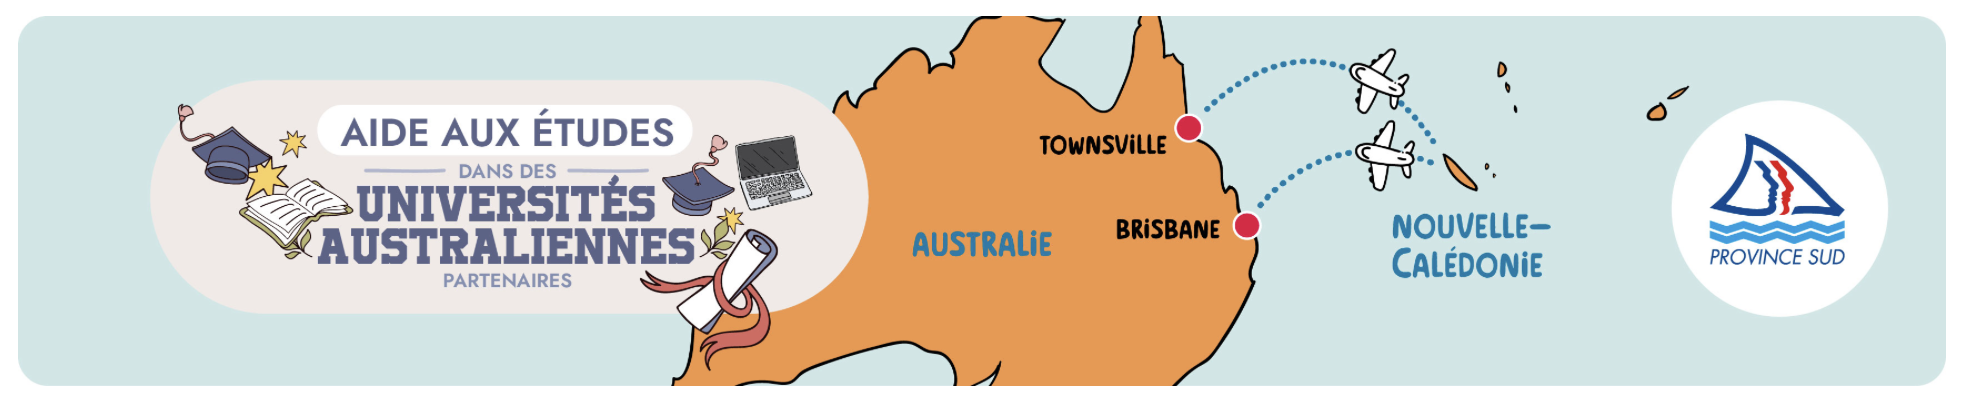 AIDE AUX ÉTUDES
DANS DES
UNIVERSITÉS
AUSTRALIENNES
PARTENAIRES
TOWNSVILLE
BRISBANE
AUSTRALIE
NOUVELLE-
CALÉDONIE
PROVINCE SUD